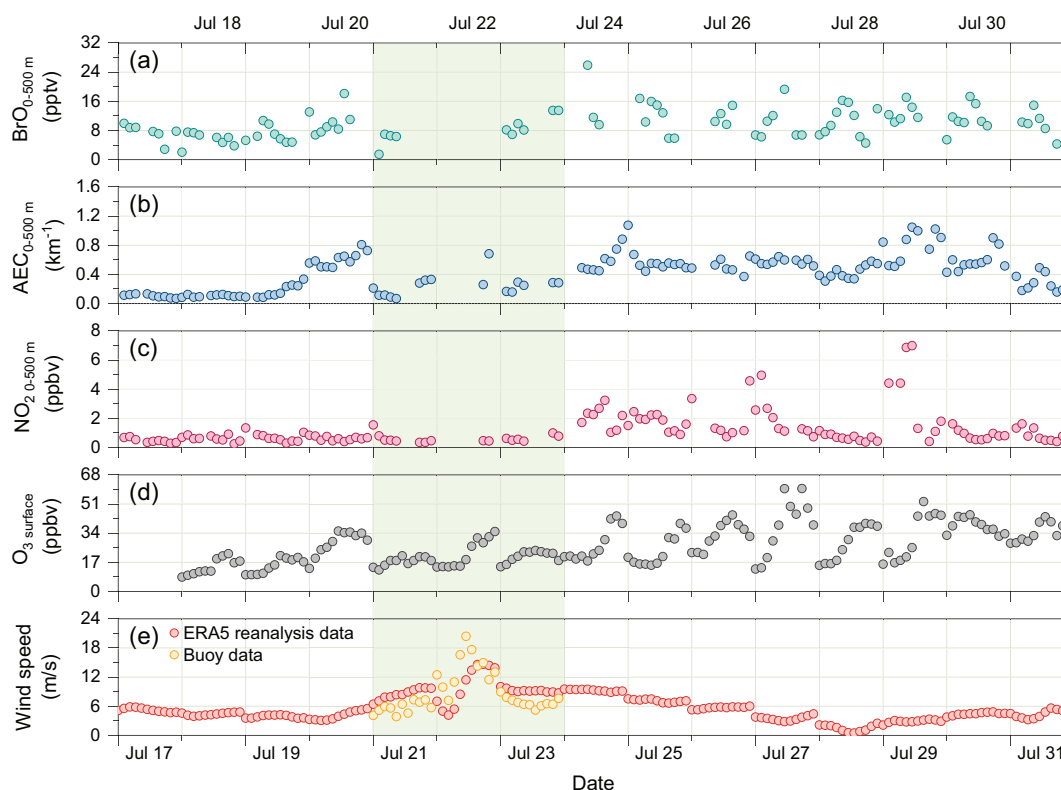 Jul 18 Jul 20 Jul 22 Jul 24 Jul 26 Jul 28 Jul 30
(a)
BrO0-500 m
(pptv)
32
24
16
8
0
(b)
AEC0-500 m
(km-1)
1.6
1.2
0.8
0.4
0.0
(c)
NO2 0-500 m
(ppbv)
8
6
4
2
0
(d)
O3 surface
(ppbv)
68
51
34
17
0
(e)
Wind speed
(m/s)
24
18
12
6
0
ERA5 reanalysis data
Buoy data
Jul 17 Jul 19 Jul 21 Jul 23 Jul 25 Jul 27 Jul 29 Jul 31
Date